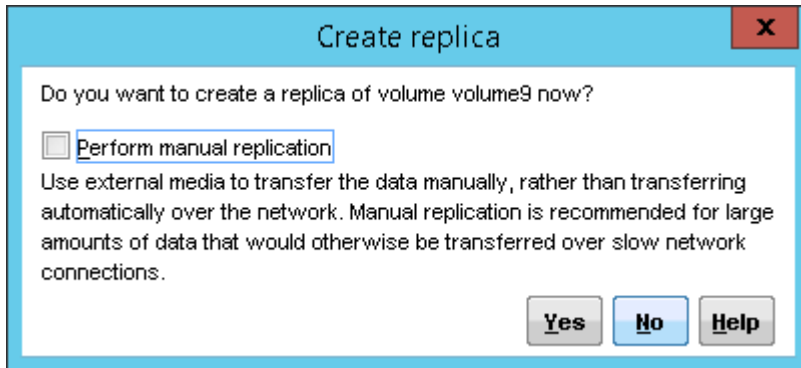 Create replica
x
Do you want to create a replica of volume volume9 now?
Perform manual replication
Use external media to transfer the data manually, rather than transferring
automatically over the network. Manual replication is recommended for large
amounts of data that would otherwise be transferred over slow network
connections.
Yes No Help